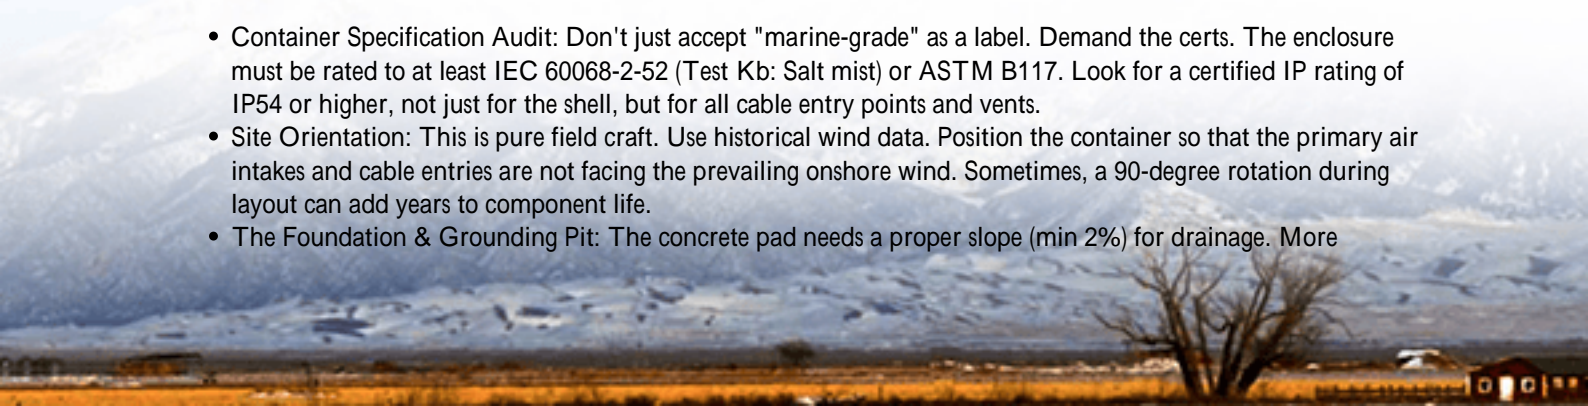 • Container Specification Audit: Don't just accept "marine-grade" as a label. Demand the certs. The enclosure
must be rated to at least IEC 60068-2-52 (Test Kb: Salt mist) or ASTM B117. Look for a certified IP rating of
IP54 or higher, not just for the shell, but for all cable entry points and vents.
• Site Orientation: This is pure field craft. Use historical wind data. Position the container so that the primary air
intakes and cable entries are not facing the prevailing onshore wind. Sometimes, a 90-degree rotation during
layout can add years to component life.
• The Foundation & Grounding Pit: The concrete pad needs a proper slope (min 2%) for drainage. More